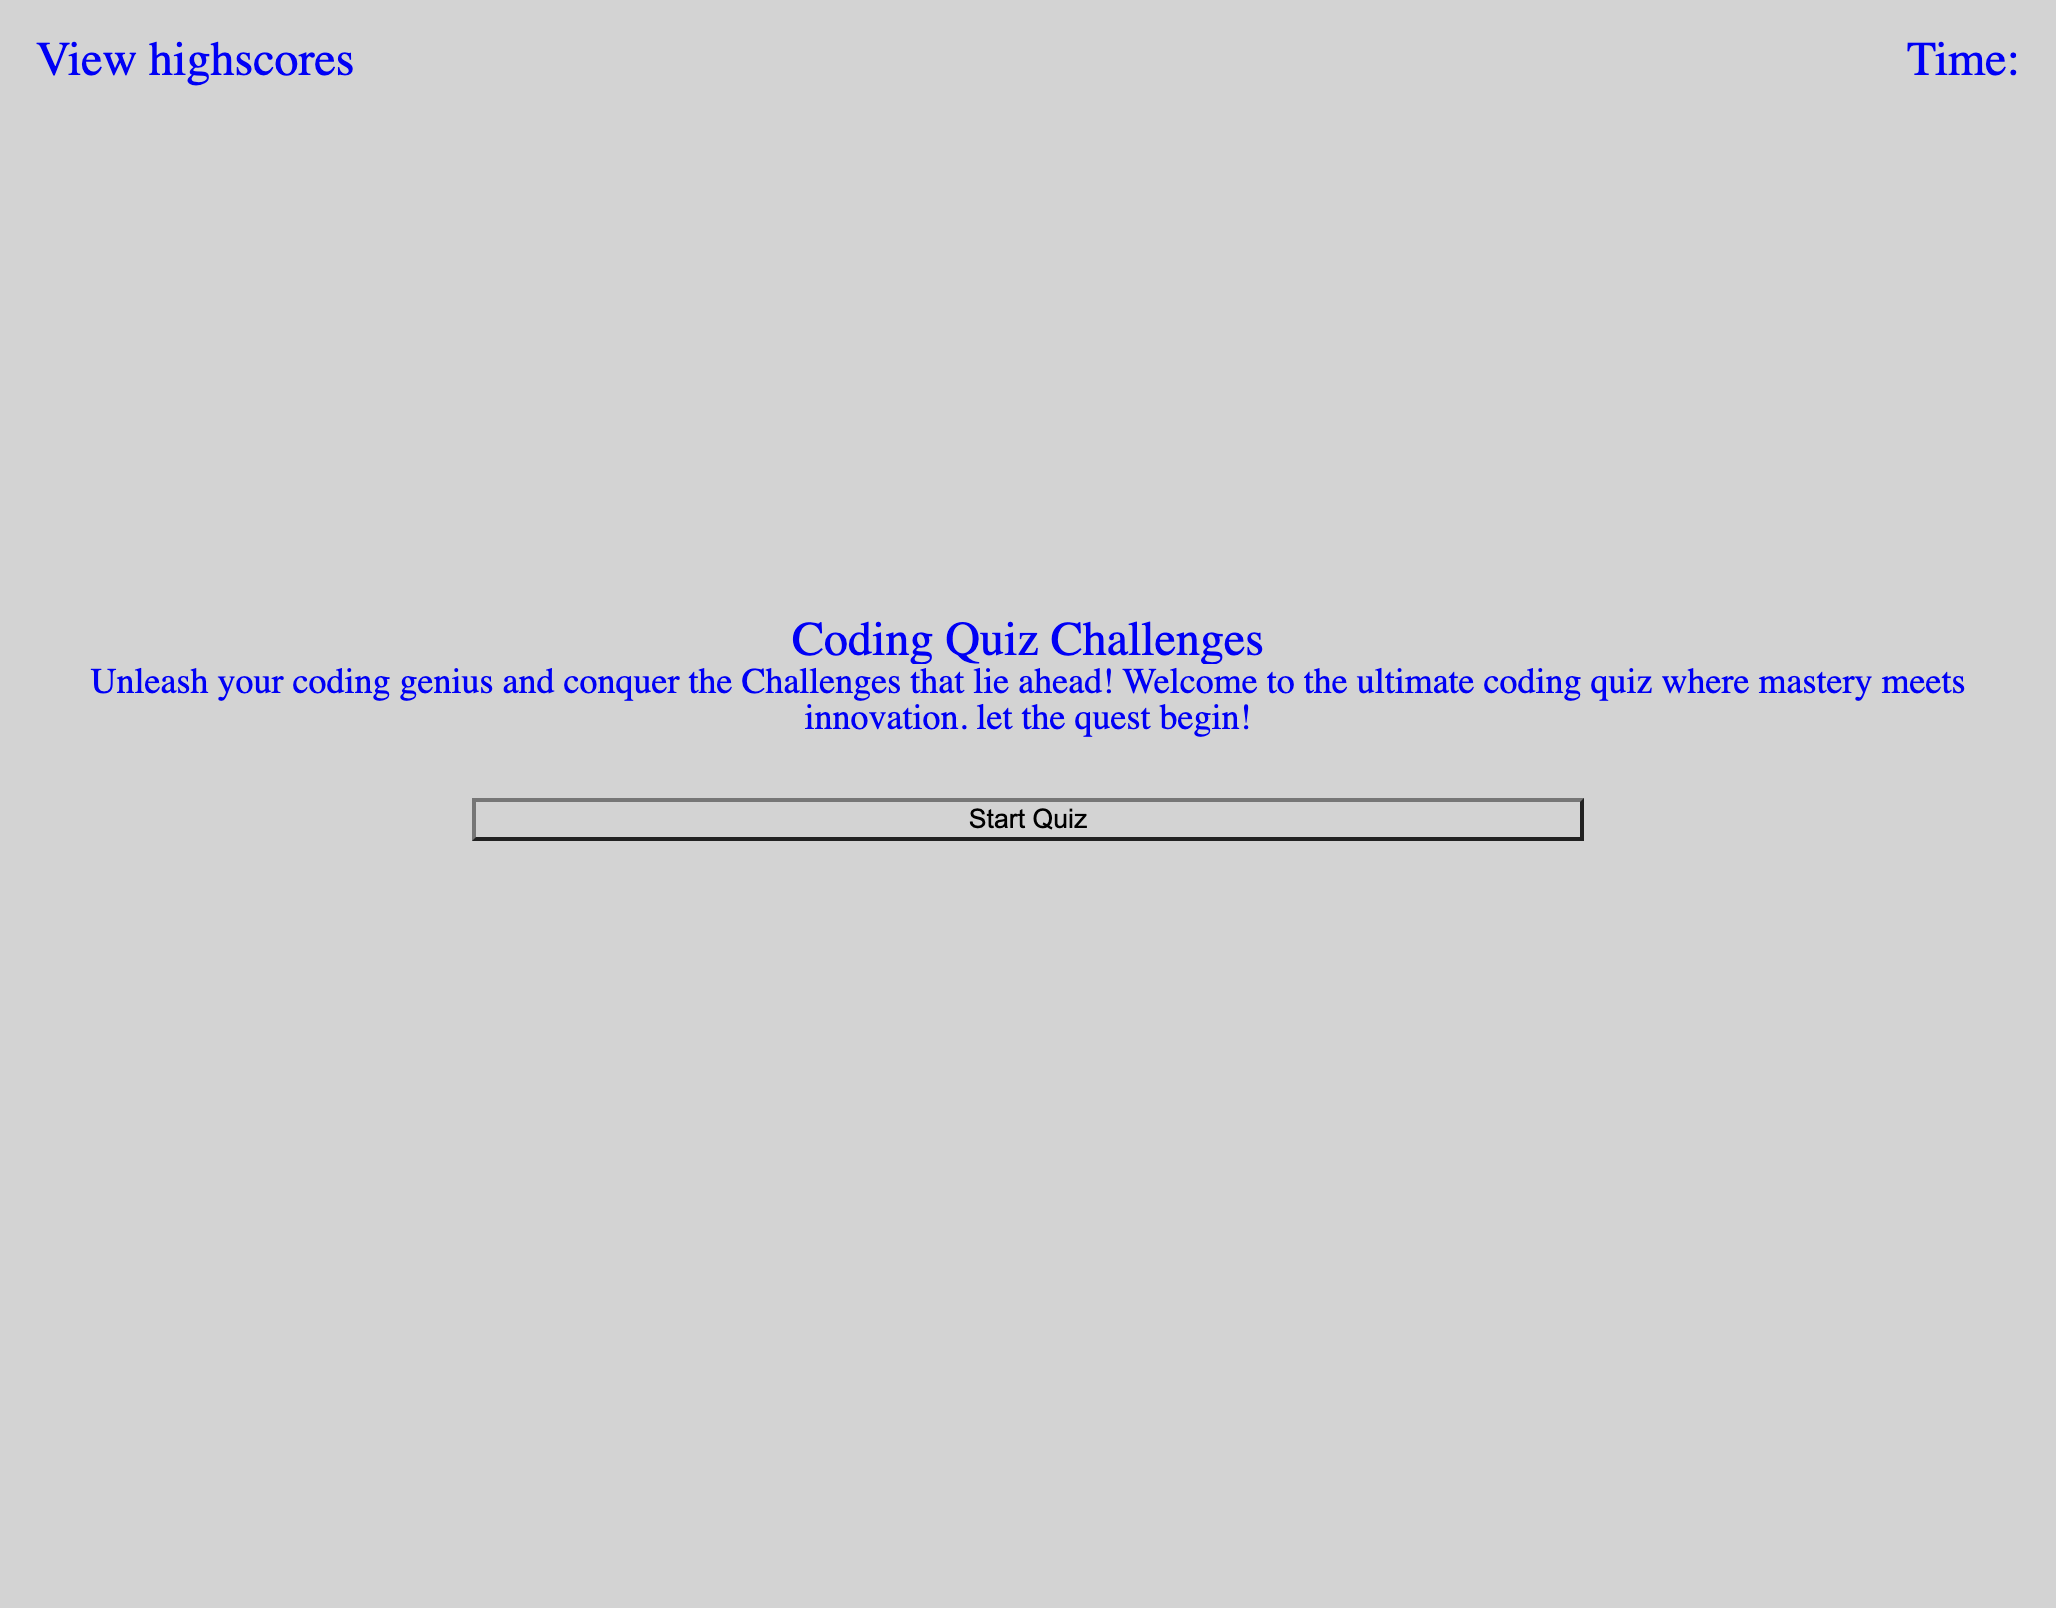 View highscores
Time:
Coding Quiz Challenges
Unleash your coding genius and conquer the Challenges that lie ahead! Welcome to the ultimate coding quiz where mastery meets
innovation. let the quest begin!
Start Quiz